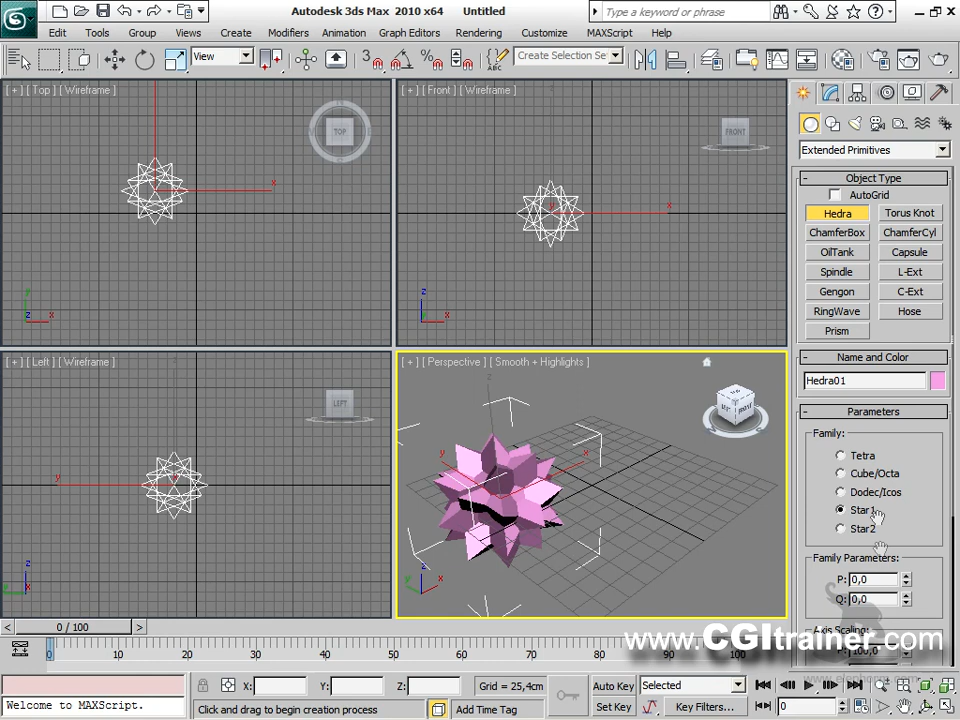 Autodesk 3ds Max 2010 x64 Untitled
Type a keyword or phrase
Edit Tools Group Views Create Modifiers Animation Graph Editors Rendering Customize MAXScript Help
View
3
Create Selection Se
ABC
[ + ] [ Top ] [ Wireframe ]
TOP
x
y
z
x
[ + ] [ Front ] [ Wireframe ]
FRONT
y
x
z
x
[ + ] [ Left ] [ Wireframe ]
LEFT
y
z
y
[ + ] [ Perspective ] [ Smooth + Highlights ]
z
y
x
z
y
x
Extended Primitives
- Object Type
AutoGrid
Hedra Torus Knot
ChamferBox ChamferCyl
OilTank Capsule
Spindle L-Ext
Gengon C-Ext
RingWave Hose
Prism
- Name and Color
Hedra01
- Parameters
Family:
Tetra
Cube/Octa
Dodec/Icos
Star1
Star2
Family Parameters:
P: 0,0
Q: 0,0
Axis Scaling:
P: 100,0
www.CGItrainer.com
< 0 / 100 >
0 10 20 30 40 50 60 70 80 90 100
X: Y: Z: Grid = 25,4cm
Auto Key Selected
Welcome to MAXScript.
Click and drag to begin creation process
Add Time Tag
Set Key
Key Filters...
0